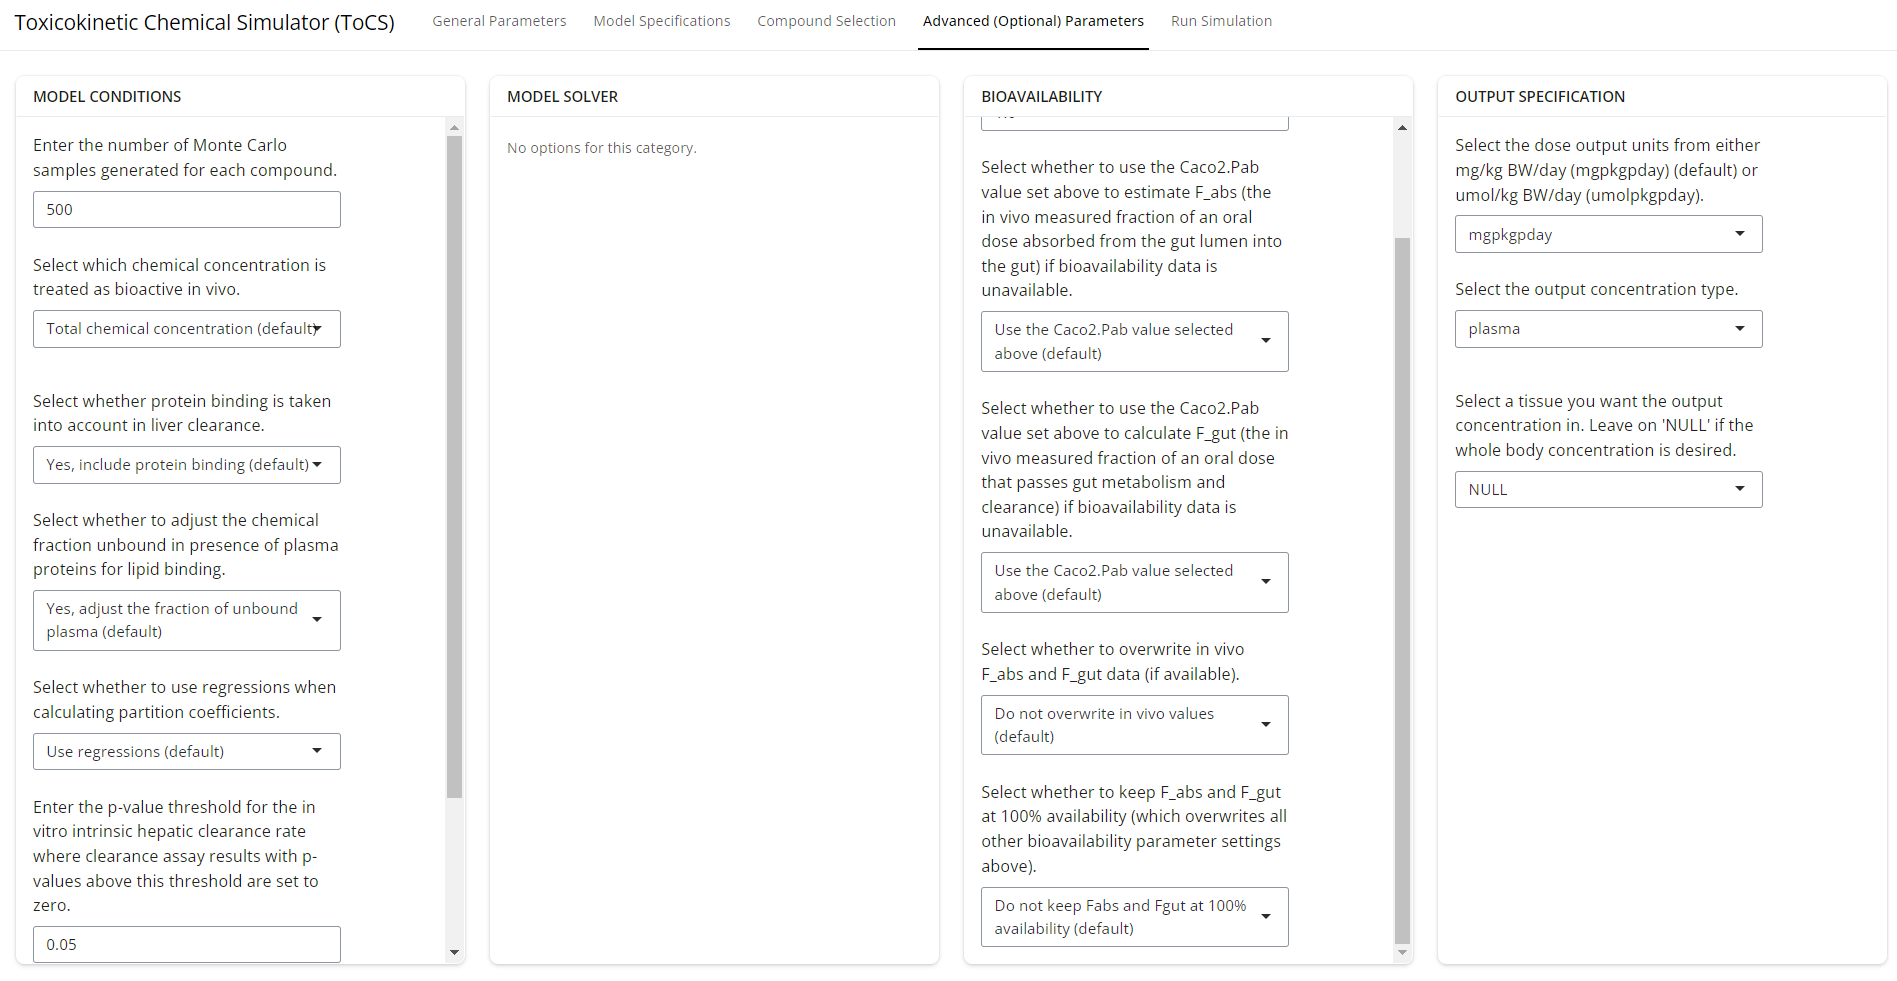 Toxicokinetic Chemical Simulator (ToCS)
General Parameters
Model Specifications
Compound Selection
Advanced (Optional) Parameters
Run Simulation
MODEL CONDITIONS
Enter the number of Monte Carlo
samples generated for each compound.
500
Select which chemical concentration is
treated as bioactive in vivo.
Total chemical concentration (default)
Select whether protein binding is taken
into account in liver clearance.
Yes, include protein binding (default)
Select whether to adjust the chemical
fraction unbound in presence of plasma
proteins for lipid binding.
Yes, adjust the fraction of unbound
plasma (default)
Select whether to use regressions when
calculating partition coefficients.
Use regressions (default)
Enter the p-value threshold for the in
vitro intrinsic hepatic clearance rate
where clearance assay results with p-
values above this threshold are set to
zero.
0.05
MODEL SOLVER
No options for this category.
BIOAVAILABILITY
Select whether to use the Caco2.Pab
value set above to estimate F_abs (the
in vivo measured fraction of an oral
dose absorbed from the gut lumen into
the gut) if bioavailability data is
unavailable.
Use the Caco2.Pab value selected
above (default)
Select whether to use the Caco2.Pab
value set above to calculate F_gut (the in
vivo measured fraction of an oral dose
that passes gut metabolism and
clearance) if bioavailability data is
unavailable.
Use the Caco2.Pab value selected
above (default)
Select whether to overwrite in vivo
F_abs and F_gut data (if available).
Do not overwrite in vivo values
(default)
Select whether to keep F_abs and F_gut
at 100% availability (which overwrites all
other bioavailability parameter settings
above).
Do not keep Fabs and Fgut at 100%
availability (default)
OUTPUT SPECIFICATION
Select the dose output units from either
mg/kg BW/day (mgpkgpday) (default) or
umol/kg BW/day (umolpkgpday).
mgpkgpday
Select the output concentration type.
plasma
Select a tissue you want the output
concentration in. Leave on 'NULL' if the
whole body concentration is desired.
NULL